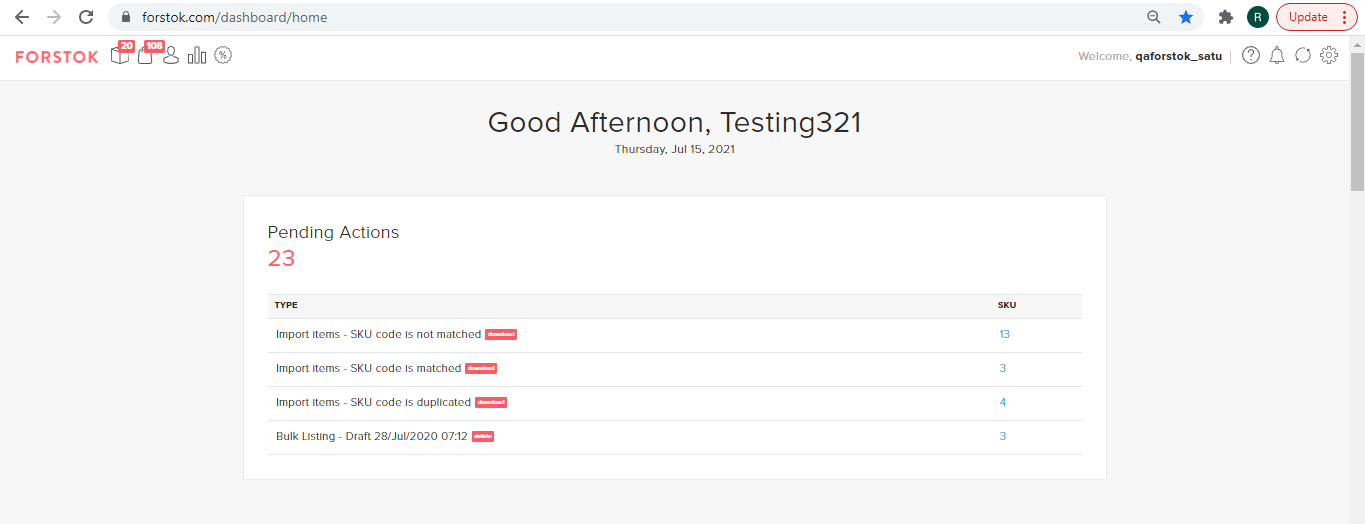 forstok.com/dashboard/home
R
Update
FORSTOK
20
108
Welcome, qaforstok_satu
Good Afternoon, Testing321
Thursday, Jul 15, 2021
Pending Actions
23
TYPE SKU
Import items - SKU code is not matched download 13
Import items - SKU code is matched download 3
Import items - SKU code is duplicated download 4
Bulk Listing - Draft 28/Jul/2020 07:12 delete 3